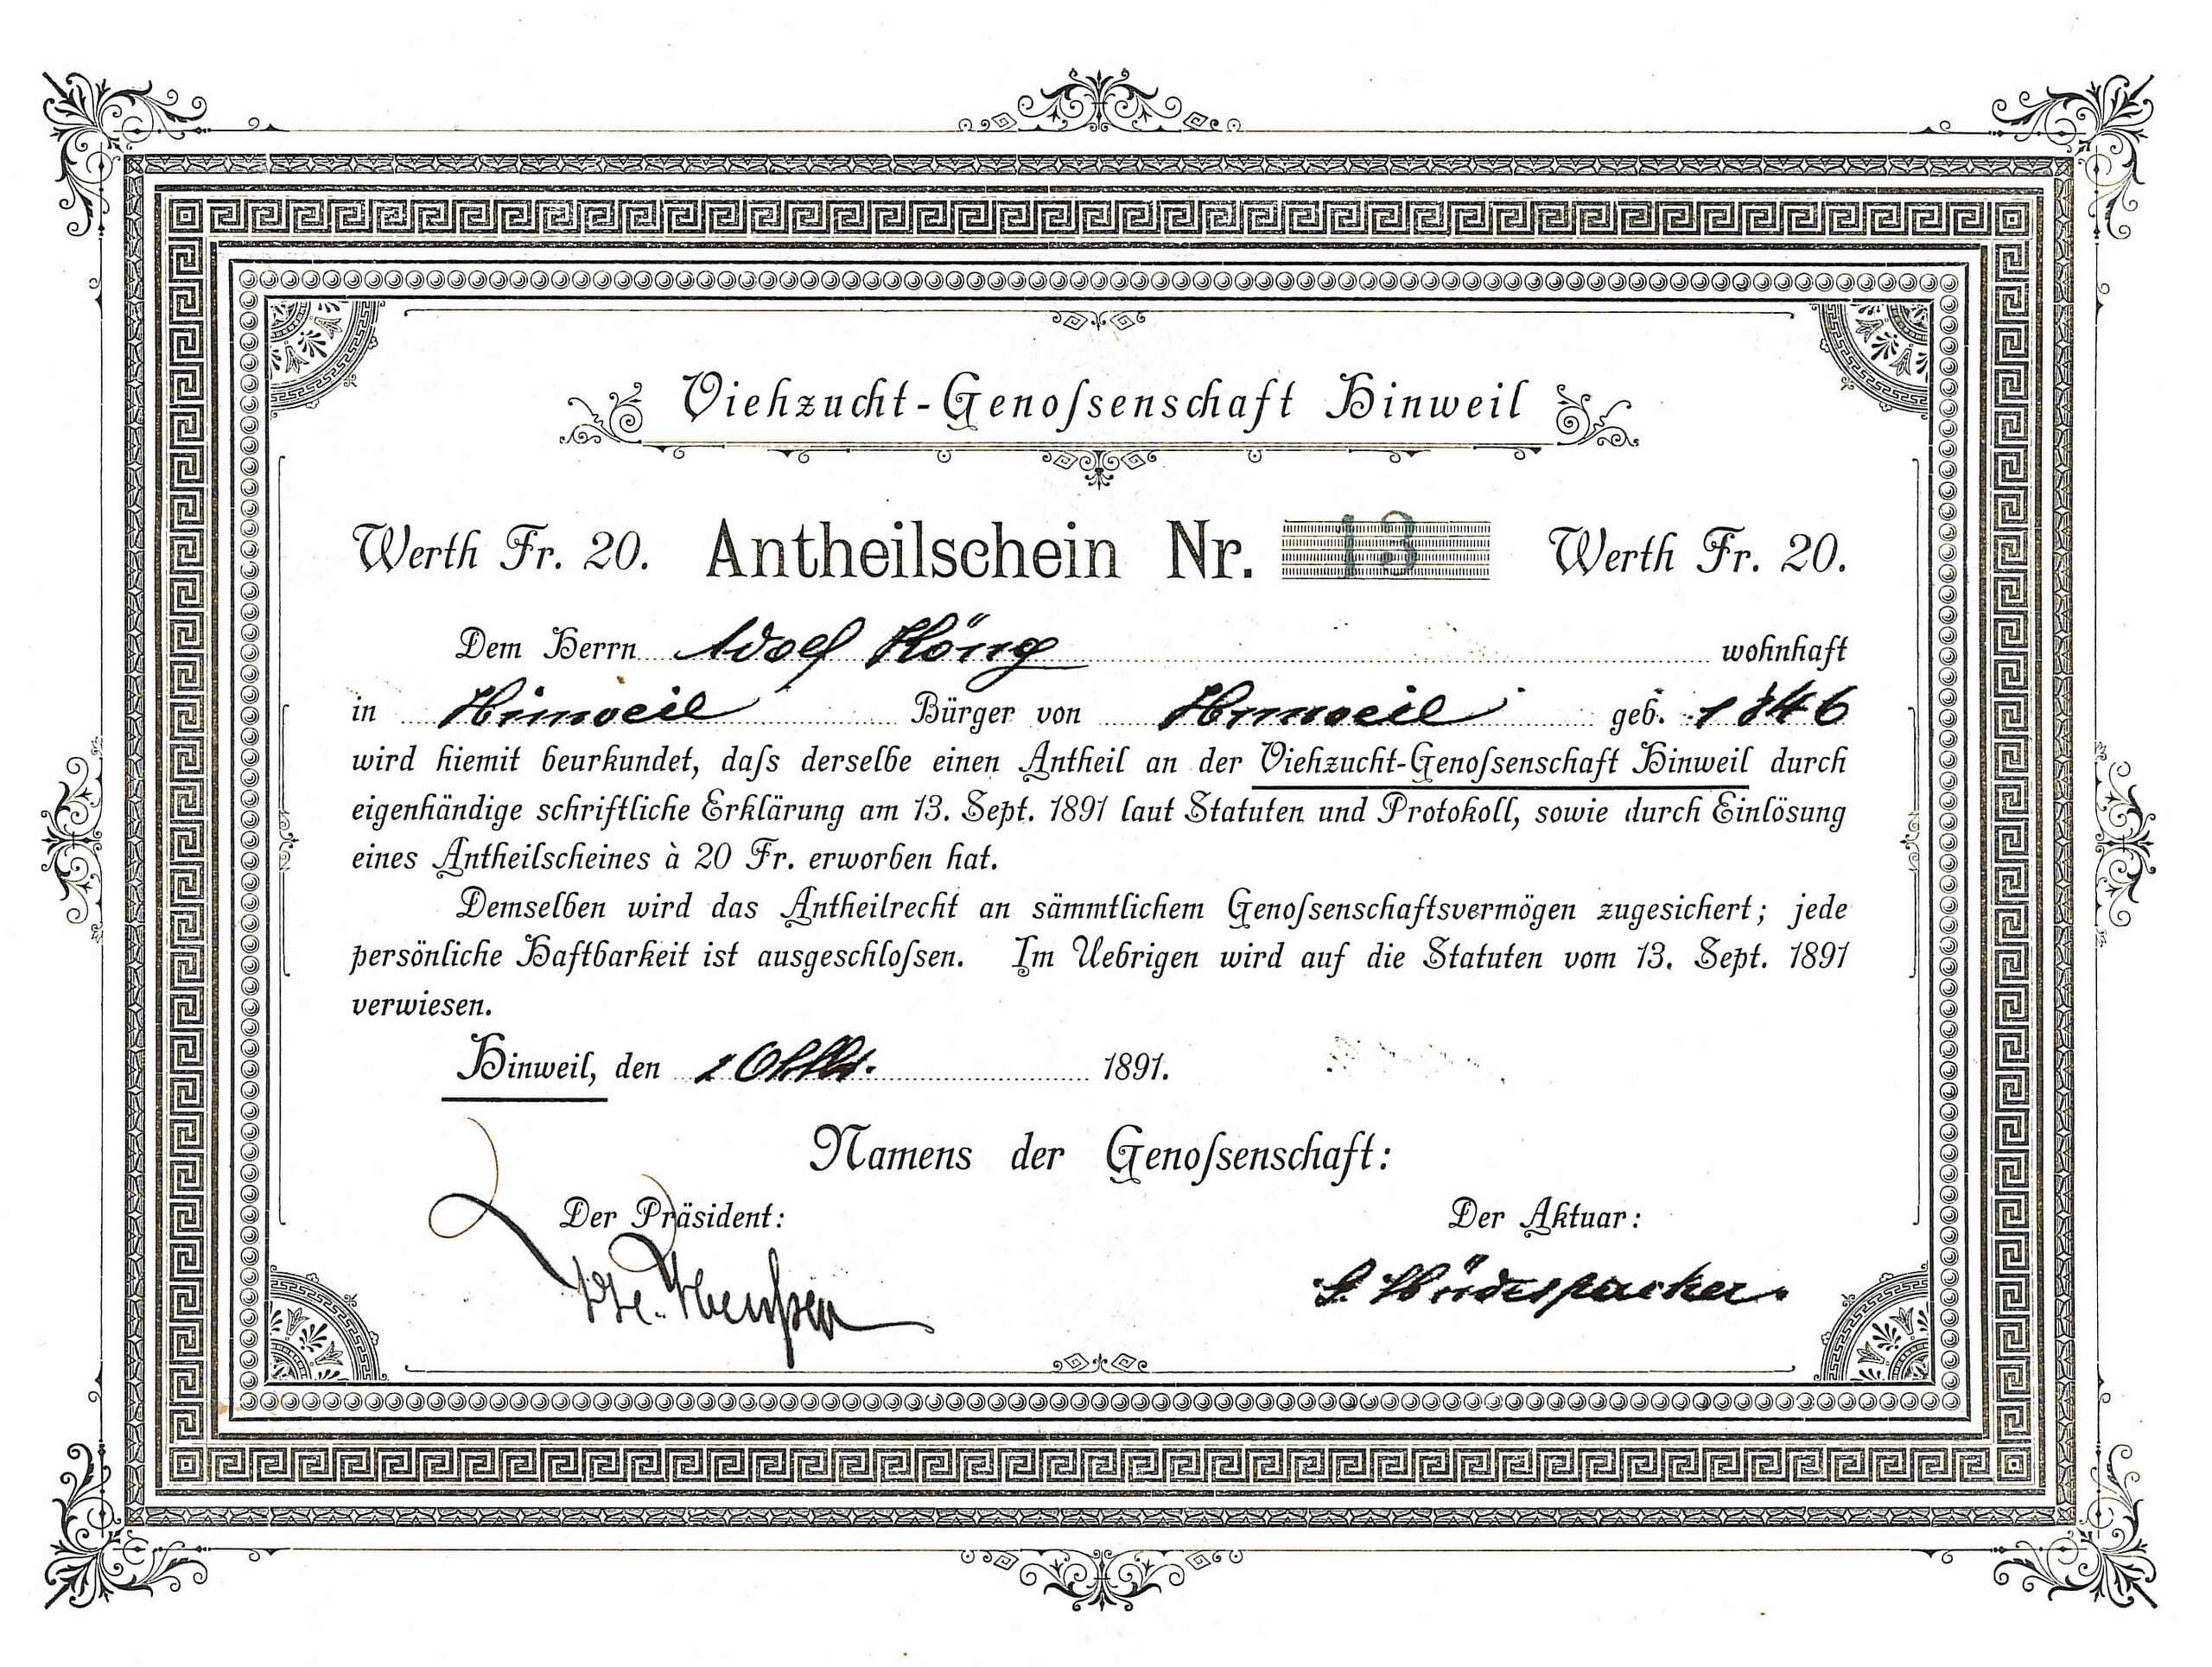 Viehzucht-Genoſsenschaft Hinweil
Werth Fr. 20. Antheilschein Nr. 13 Werth Fr. 20.
Dem Herrn Adolf Höng wohnhaft
in Hinweil Bürger von Hinweil geb. 1846
wird hiemit beurkundet, daſs derselbe einen Antheil an der Viehzucht-Genoſsenschaft Hinweil durch
eigenhändige schriftliche Erklärung am 13. Sept. 1891 laut Statuten und Protokoll, sowie durch Einlösung
eines Antheilscheines à 20 Fr. erworben hat.
Demselben wird das Antheilrecht an sämmtlichem Genoſsenschaftsvermögen zugesichert; jede
persönliche Haftbarkeit ist ausgeschloſsen. Im Uebrigen wird auf die Statuten vom 13. Sept. 1891
verwiesen.
Hinweil, den 1 Oktbr. 1891.
Namens der Genoſsenschaft:
Der Präsident: Der Aktuar: